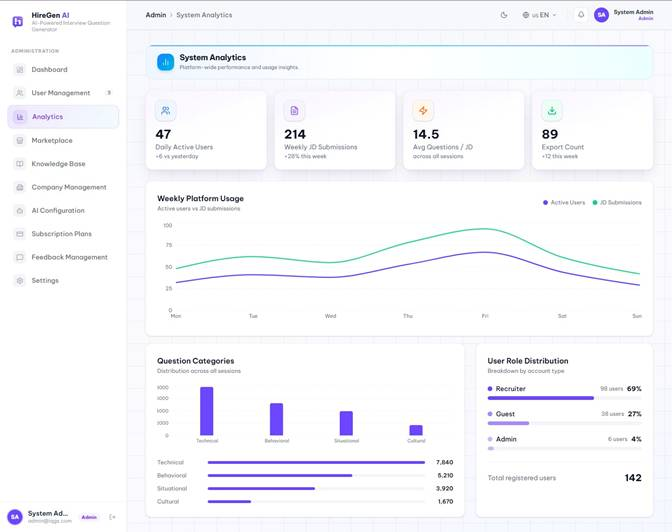 HireGen AI
AI-Powered Interview Question
Generator
Admin > System Analytics
us EN
SA
System Admin
Admin
ADMINISTRATION
Dashboard
User Management
Analytics
Marketplace
Knowledge Base
Company Management
AI Configuration
Subscription Plans
Feedback Management
Settings
System Analytics
Platform-wide performance and usage insights.
47
Daily Active Users
+6 vs yesterday
214
Weekly JD Submissions
+28% this week
14.5
Avg Questions / JD
across all sessions
89
Export Count
+12 this week
Weekly Platform Usage
Active users vs JD submissions
Active Users
JD Submissions
100
75
50
25
0
Mon Tue Wed Thu Fri Sat Sun
Question Categories
Distribution across all sessions
0
Technical Behavioral Situational Cultural
Technical 7,840
Behavioral 5,210
Situational 3,920
Cultural 1,670
User Role Distribution
Breakdown by account type
Recruiter 98 users 69%
Guest 38 users 27%
Admin 6 users 4%
Total registered users 142
SA
System Ad...
admin@iqgs.com
Admin